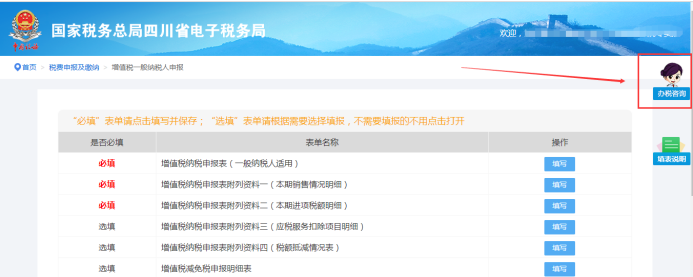 国家税务总局四川省电子税务局
欢迎，
首页 > 税费申报及缴纳 > 增值税一般纳税人申报
办税咨询
“必填”表单请点击填写并保存；“选填”表单请根据需要选择填报，不需要填报的不用点击打开
是否必填 表单名称 操作
必填 增值税纳税申报表（一般纳税人适用） 填写
必填 增值税纳税申报表附列资料一（本期销售情况明细） 填写
必填 增值税纳税申报表附列资料二（本期进项税额明细） 填写
填表说明
选填 增值税纳税申报表附列资料三（应税服务扣除项目明细） 填写
选填 增值税纳税申报表附列资料四（税额抵减情况表） 填写
选填 增值税减免税申报明细表 填写